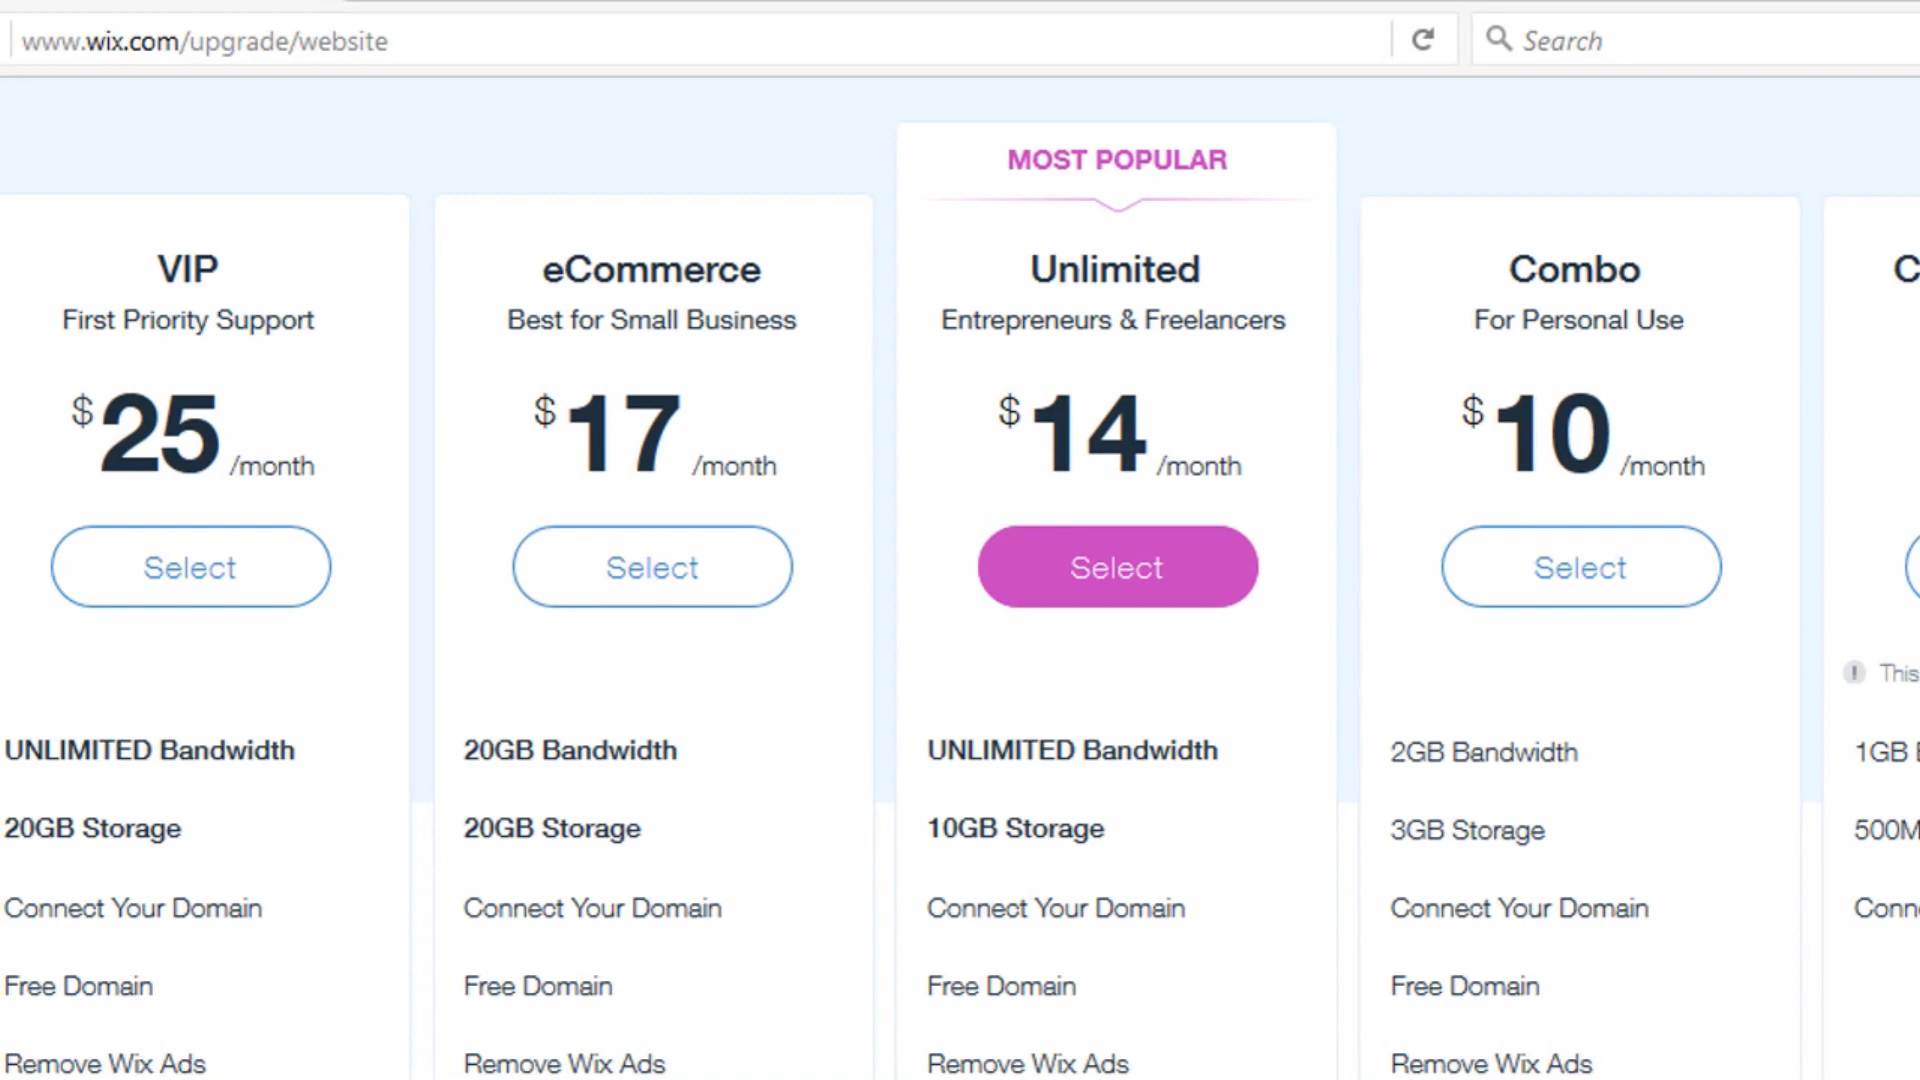 www.wix.com/upgrade/website
Search
MOST POPULAR
VIP
First Priority Support
$25 /month
Select
UNLIMITED Bandwidth
20GB Storage
Connect Your Domain
Free Domain
Remove Wix Ads
eCommerce
Best for Small Business
$17 /month
Select
20GB Bandwidth
20GB Storage
Connect Your Domain
Free Domain
Remove Wix Ads
Unlimited
Entrepreneurs & Freelancers
$14 /month
Select
UNLIMITED Bandwidth
10GB Storage
Connect Your Domain
Free Domain
Remove Wix Ads
Combo
For Personal Use
$10 /month
Select
2GB Bandwidth
3GB Storage
Connect Your Domain
Free Domain
Remove Wix Ads
This
1GB